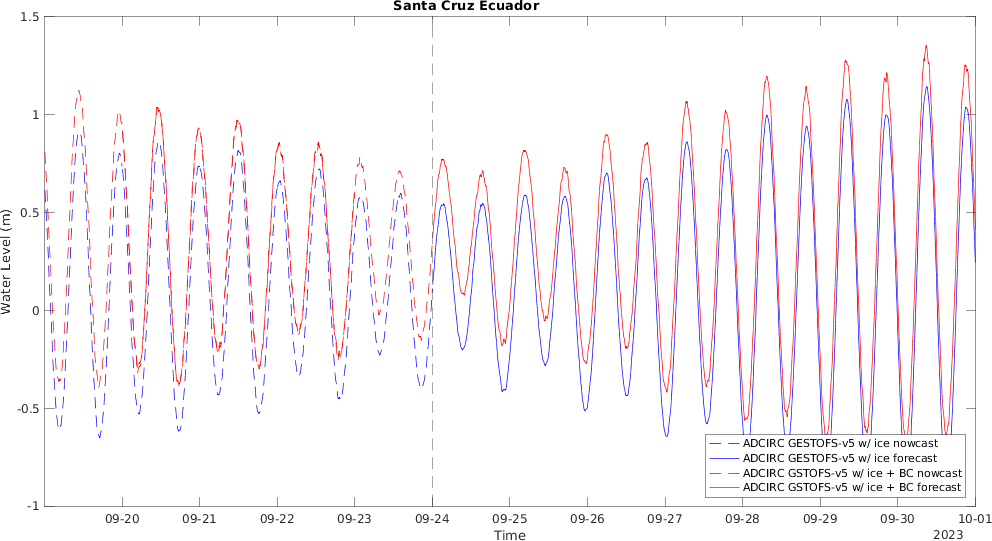 Santa Cruz Ecuador
1.5
1
0.5
0
-0.5
-1
Water Level (m)
ADCIRC GESTOFS-v5 w/ ice nowcast
ADCIRC GESTOFS-v5 w/ ice forecast
ADCIRC GSTOFS-v5 w/ ice + BC nowcast
ADCIRC GSTOFS-v5 w/ ice + BC forecast
09-20 09-21 09-22 09-23 09-24 09-25 09-26 09-27 09-28 09-29 09-30 10-01
Time
2023